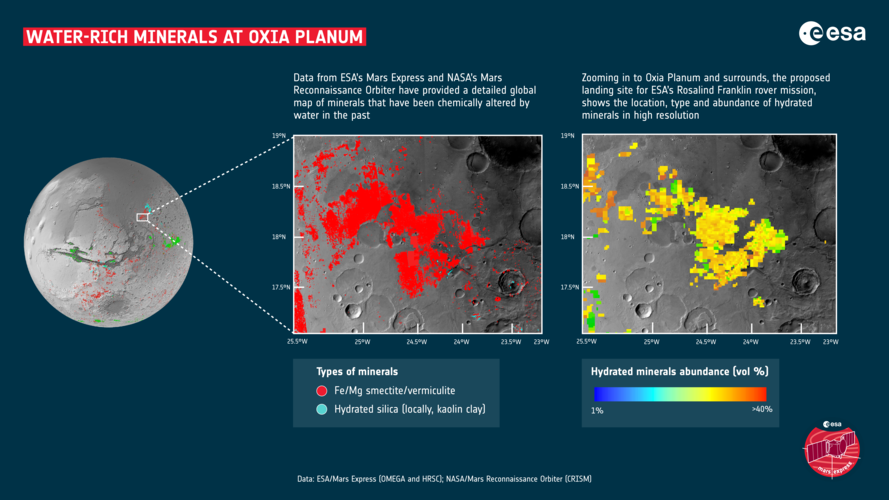 WATER-RICH MINERALS AT OXIA PLANUM
esa
Data from ESA's Mars Express and NASA's Mars
Reconnaissance Orbiter have provided a detailed global
map of minerals that have been chemically altered by
water in the past
Zooming in to Oxia Planum and surrounds, the proposed
landing site for ESA's Rosalind Franklin rover mission,
shows the location, type and abundance of hydrated
minerals in high resolution
19°N
18.5°N
18°N
17.5°N
25.5°W 25°W 24.5°W 24°W 23.5°W 23°W
19°N
18.5°N
18°N
17.5°N
25.5°W 25°W 24.5°W 24°W 23.5°W 23°W
Types of minerals
Fe/Mg smectite/vermiculite
Hydrated silica (locally, kaolin clay)
Hydrated minerals abundance (vol %)
1% >40%
esa
mars express
Data: ESA/Mars Express (OMEGA and HRSC); NASA/Mars Reconnaissance Orbiter (CRISM)